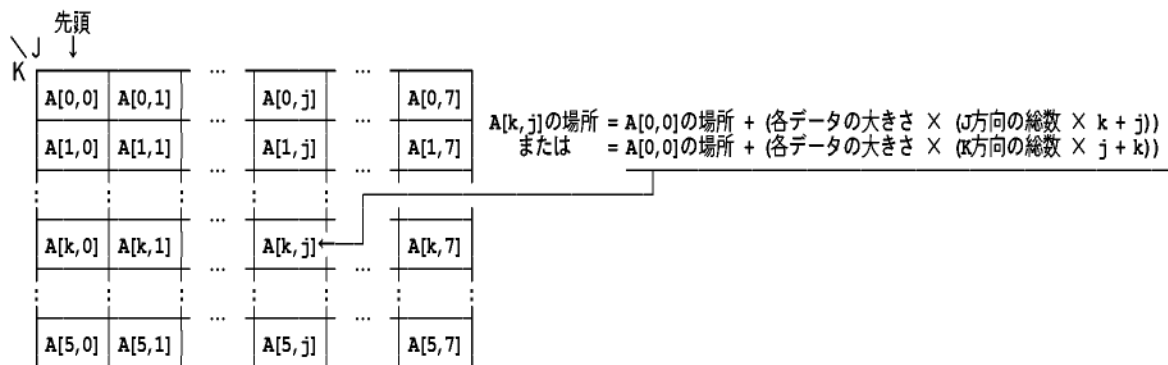 先頭
\J ↓
K
A[0,0] A[0,1] … A[0,j] … A[0,7]
A[k,j]の場所 = A[0,0]の場所 + (各データの大きさ × (J方向の総数 × k + j))
または = A[0,0]の場所 + (各データの大きさ × (K方向の総数 × j + k))
A[1,0] A[1,1] … A[1,j] … A[1,7]
A[k,0] A[k,1] … A[k,j]← … A[k,7]
A[5,0] A[5,1] … A[5,j] … A[5,7]